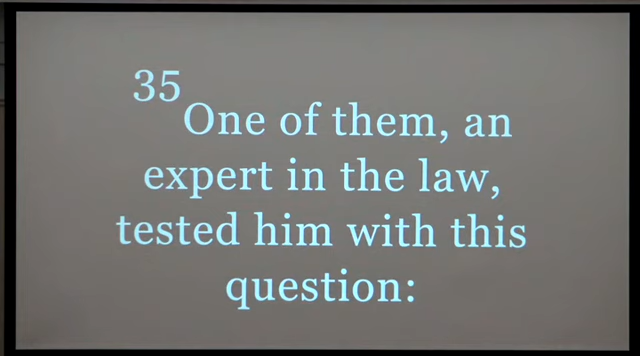 35
One of them, an
expert in the law,
tested him with this
question: